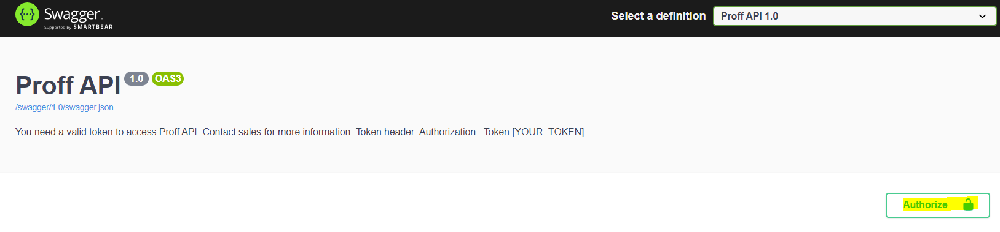 Swagger.
Supported by SMARTBEAR
Select a definition
Proff API 1.0
Proff API 1.0 OAS3
/swagger/1.0/swagger.json
You need a valid token to access Proff API. Contact sales for more information. Token header: Authorization : Token [YOUR_TOKEN]
Authorize